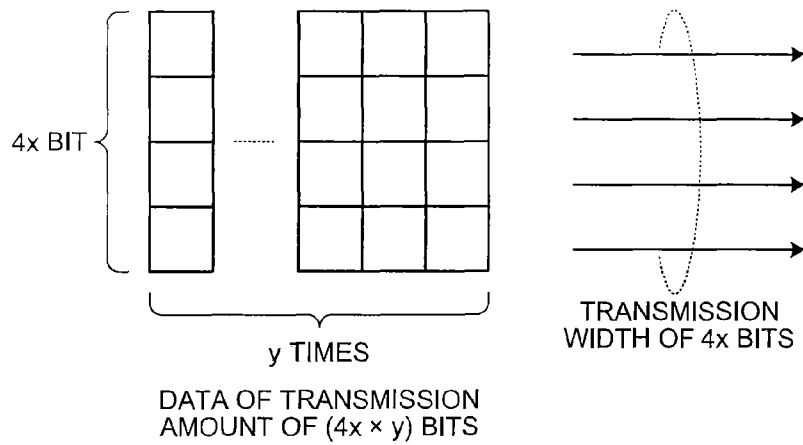 4x BIT
y TIMES
DATA OF TRANSMISSION
AMOUNT OF (4x × y) BITS
TRANSMISSION
WIDTH OF 4x BITS